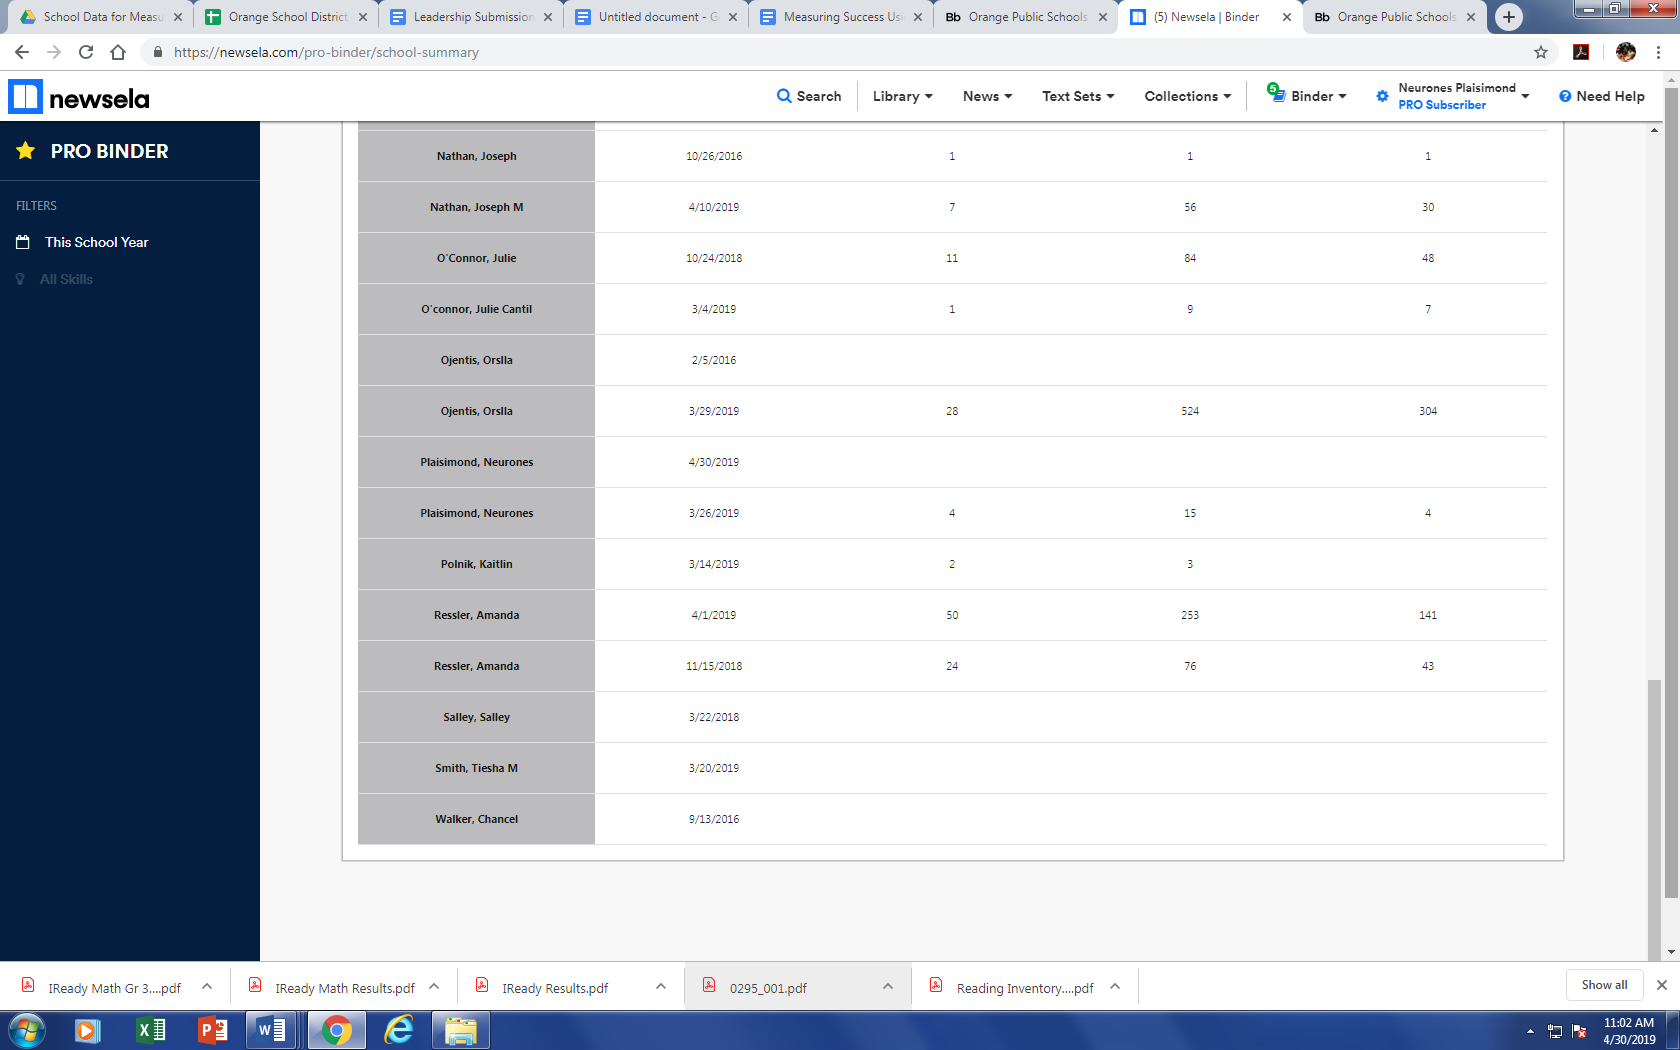 School Data for Measu
Orange School District
Leadership Submission
Untitled document - G
Measuring Success Usi
Bb Orange Public Schools
(5) Newsela | Binder
Bb Orange Public Schools
https://newsela.com/pro-binder/school-summary
newsela
Search
Library
News
Text Sets
Collections
5
Binder
Neurones Plaisimond
PRO Subscriber
Need Help
PRO BINDER
FILTERS
This School Year
All Skills
Nathan, Joseph 10/26/2016 1 1 1
Nathan, Joseph M 4/10/2019 7 56 30
O'Connor, Julie 10/24/2018 11 84 48
O'connor, Julie Cantil 3/4/2019 1 9 7
Ojentis, Orslla 2/5/2016
Ojentis, Orslla 3/29/2019 28 524 304
Plaisimond, Neurones 4/30/2019
Plaisimond, Neurones 3/26/2019 4 15 4
Polnik, Kaitlin 3/14/2019 2 3
Ressler, Amanda 4/1/2019 50 253 141
Ressler, Amanda 11/15/2018 24 76 43
Salley, Salley 3/22/2018
Smith, Tiesha M 3/20/2019
Walker, Chancel 9/13/2016
IReady Math Gr 3....pdf
IReady Math Results.pdf
IReady Results.pdf
0295_001.pdf
Reading Inventory....pdf
Show all
11:02 AM
4/30/2019